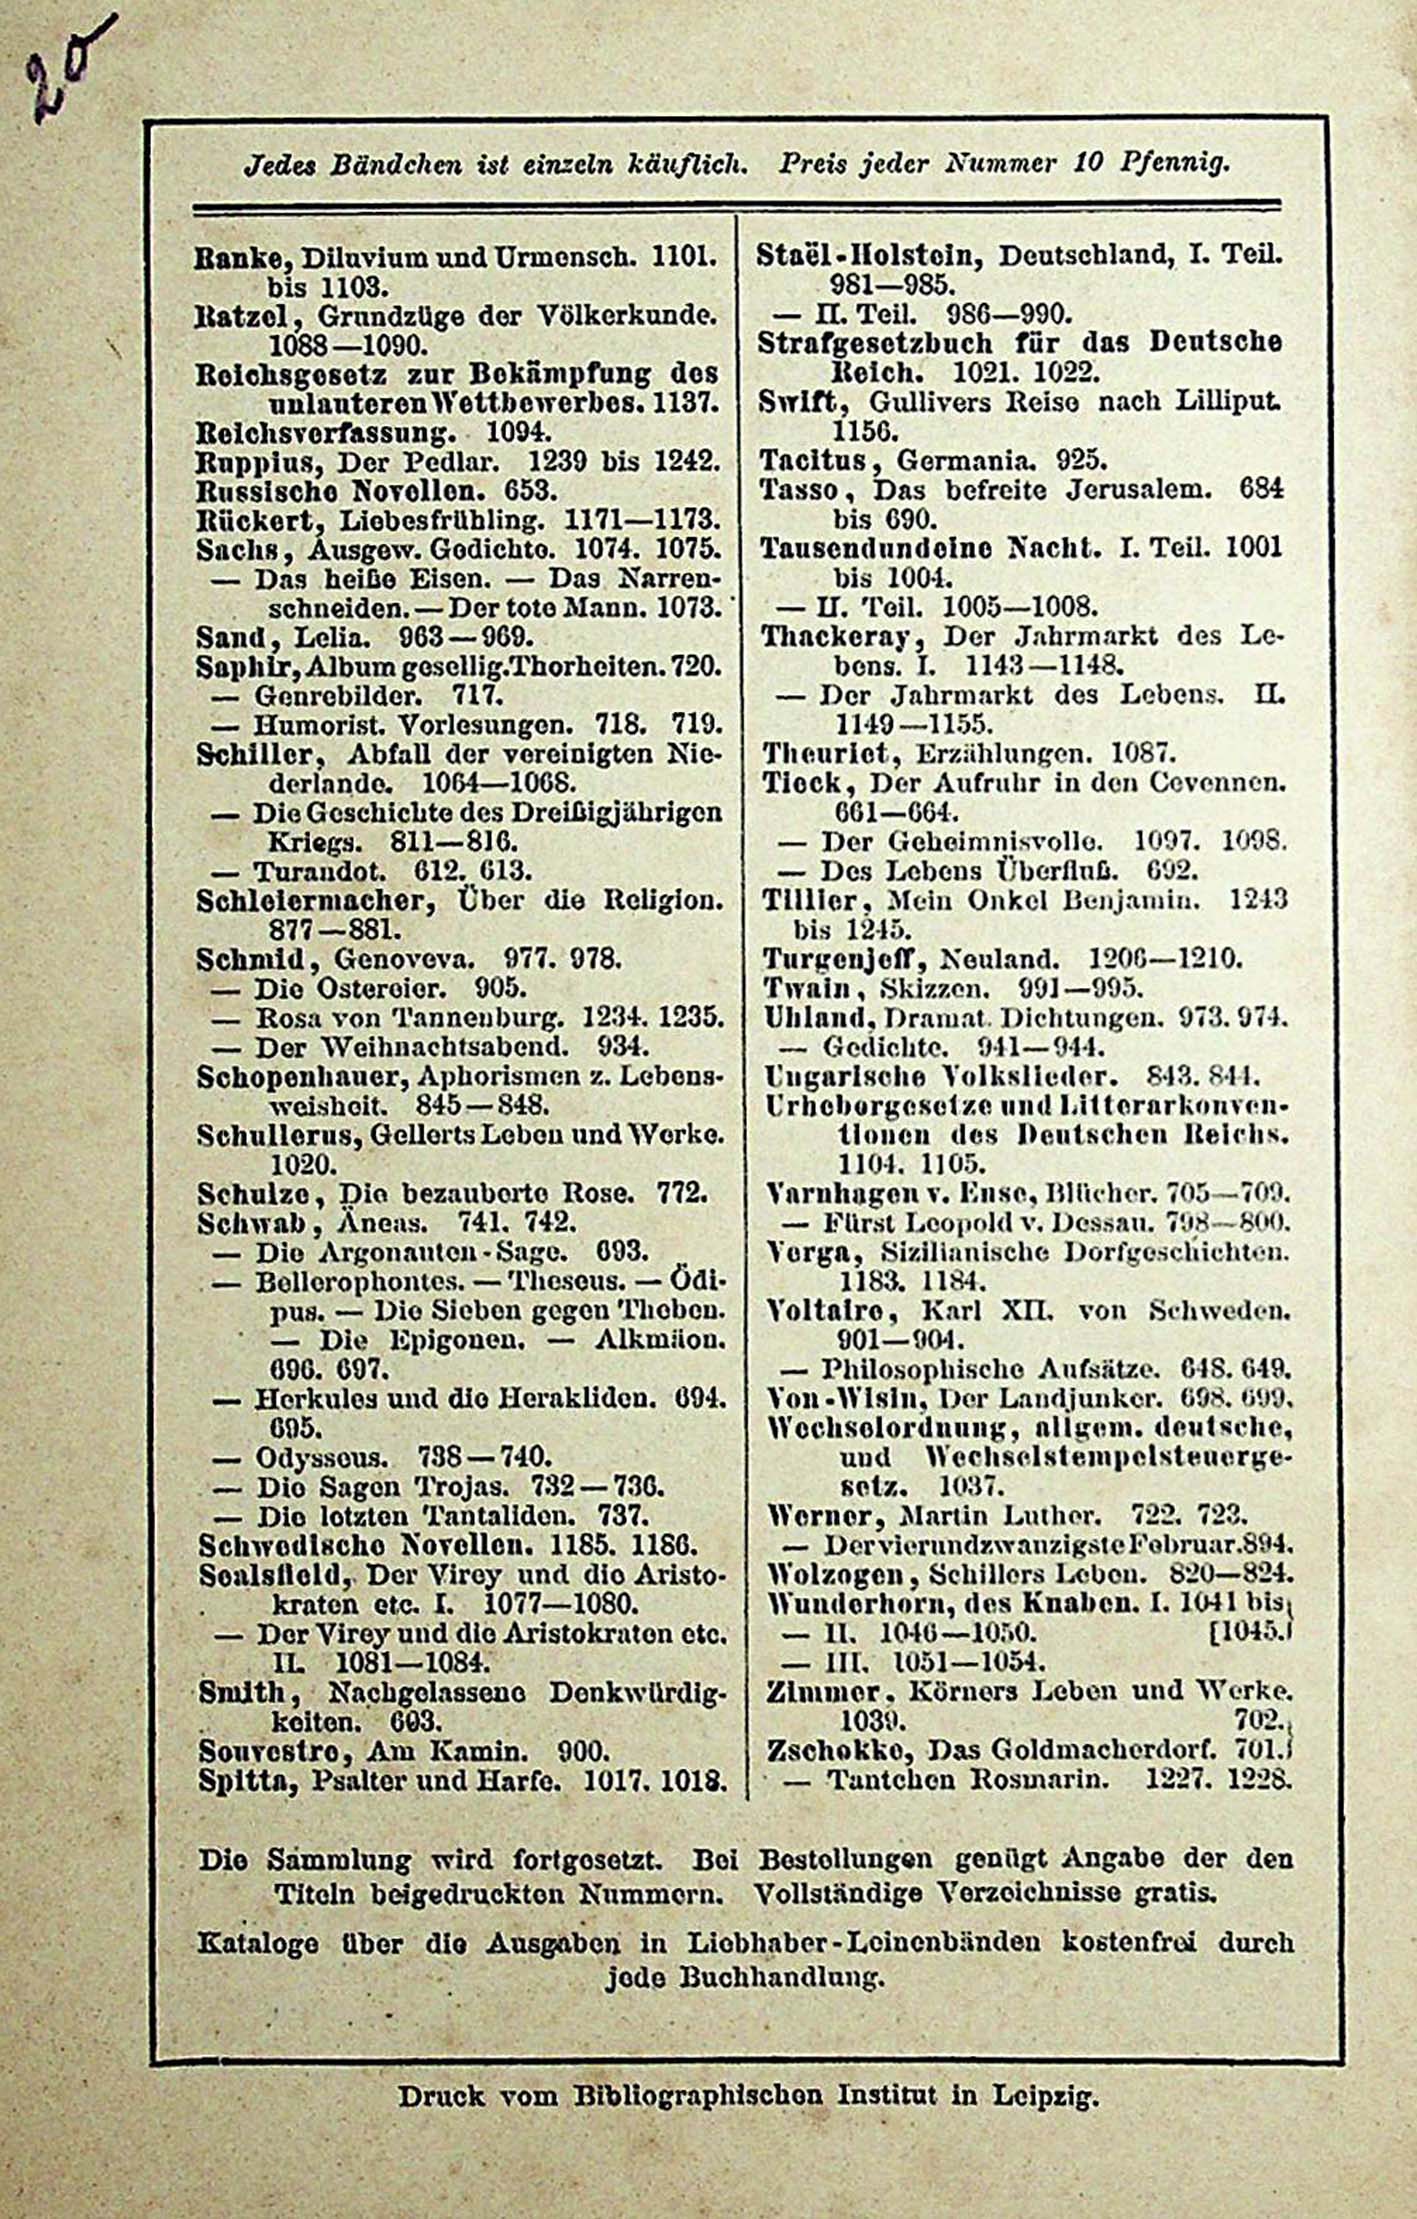 20
Jedes Bändchen ist einzeln käuflich. Preis jeder Nummer 10 Pfennig.
Ranke, Diluvium und Urmensch. 1101.
bis 1103.
Ratzel, Grundzüge der Völkerkunde.
1088—1090.
Reichsgesetz zur Bekämpfung des
unlauteren Wettbewerbes. 1137.
Reichsverfassung. 1094.
Ruppius, Der Pedlar. 1239 bis 1242.
Russische Novellen. 653.
Rückert, Liebesfrühling. 1171—1173.
Sachs, Ausgew. Gedichte. 1074. 1075.
— Das heiße Eisen. — Das Narren-
schneiden. — Der tote Mann. 1073.
Sand, Lelia. 963—969.
Saphir, Album gesellig. Thorheiten. 720.
— Genrebilder. 717.
— Humorist. Vorlesungen. 718. 719.
Schiller, Abfall der vereinigten Nie-
derlande. 1064—1068.
— Die Geschichte des Dreißigjährigen
Kriegs. 811—816.
— Turandot. 612. 613.
Schleiermacher, Über die Religion.
877—881.
Schmid, Genoveva. 977. 978.
— Die Ostereier. 905.
— Rosa von Tannenburg. 1234. 1235.
— Der Weihnachtsabend. 934.
Schopenhauer, Aphorismen z. Lebens-
weisheit. 845—848.
Schullerus, Gellerts Leben und Werke.
1020.
Schulze, Die bezauberte Rose. 772.
Schwab, Äneas. 741. 742.
— Die Argonauten-Sage. 693.
— Bellerophontes. — Theseus. — Ödi-
pus. — Die Sieben gegen Theben.
— Die Epigonen. — Alkmäon.
696. 697.
— Herkules und die Herakliden. 694.
695.
— Odysseus. 738—740.
— Die Sagen Trojas. 732—736.
— Die letzten Tantaliden. 737.
Schwedische Novellen. 1185. 1186.
Sealsfield, Der Virey und die Aristo-
kraten etc. I. 1077—1080.
— Der Virey und die Aristokraten etc.
II. 1081—1084.
Smith, Nachgelassene Denkwürdig-
keiten. 603.
Souvestre, Am Kamin. 900.
Spitta, Psalter und Harfe. 1017. 1018.
Staël-Holstein, Deutschland, I. Teil.
981—985.
— II. Teil. 986—990.
Strafgesetzbuch für das Deutsche
Reich. 1021. 1022.
Swift, Gullivers Reise nach Lilliput.
1156.
Tacitus, Germania. 925.
Tasso, Das befreite Jerusalem. 684
bis 690.
Tausendundeine Nacht. I. Teil. 1001
bis 1004.
— II. Teil. 1005—1008.
Thackeray, Der Jahrmarkt des Le-
bens. I. 1143—1148.
— Der Jahrmarkt des Lebens. II.
1149—1155.
Theuriet, Erzählungen. 1087.
Tieck, Der Aufruhr in den Cevennen.
661—664.
— Der Geheimnisvolle. 1097. 1098.
— Des Lebens Überfluß. 692.
Tillier, Mein Onkel Benjamin. 1243
bis 1245.
Turgenjeff, Neuland. 1206—1210.
Twain, Skizzen. 991—995.
Uhland, Dramat. Dichtungen. 973. 974.
— Gedichte. 941—944.
Ungarische Volkslieder. 843. 844.
Urhebergesetze und Litterarkonven-
tionen des Deutschen Reichs.
1104. 1105.
Varnhagen v. Ense, Blücher. 705—709.
— Fürst Leopold v. Dessau. 798—800.
Verga, Sizilianische Dorfgeschichten.
1183. 1184.
Voltaire, Karl XII. von Schweden.
901—904.
— Philosophische Aufsätze. 648. 649.
Von-Wisin, Der Landjunker. 698. 699.
Wechselordnung, allgem. deutsche,
und Wechselstempelsteuerge-
setz. 1037.
Werner, Martin Luther. 722. 723.
— Der vierundzwanzigste Februar. 894.
Wolzogen, Schillers Leben. 820—824.
Wunderhorn, des Knaben. I. 1041 bis
— II. 1046—1050. [1045.
— III. 1051—1054.
Zimmer, Körners Leben und Werke.
1039. 702.
Zschokke, Das Goldmacherdorf. 701.
— Tantchen Rosmarin. 1227. 1228.
Die Sammlung wird fortgesetzt. Bei Bestellungen genügt Angabe der den
Titeln beigedruckten Nummern. Vollständige Verzeichnisse gratis.
Kataloge über die Ausgaben in Liebhaber-Leinenbänden kostenfrei durch
jede Buchhandlung.
Druck vom Bibliographischen Institut in Leipzig.